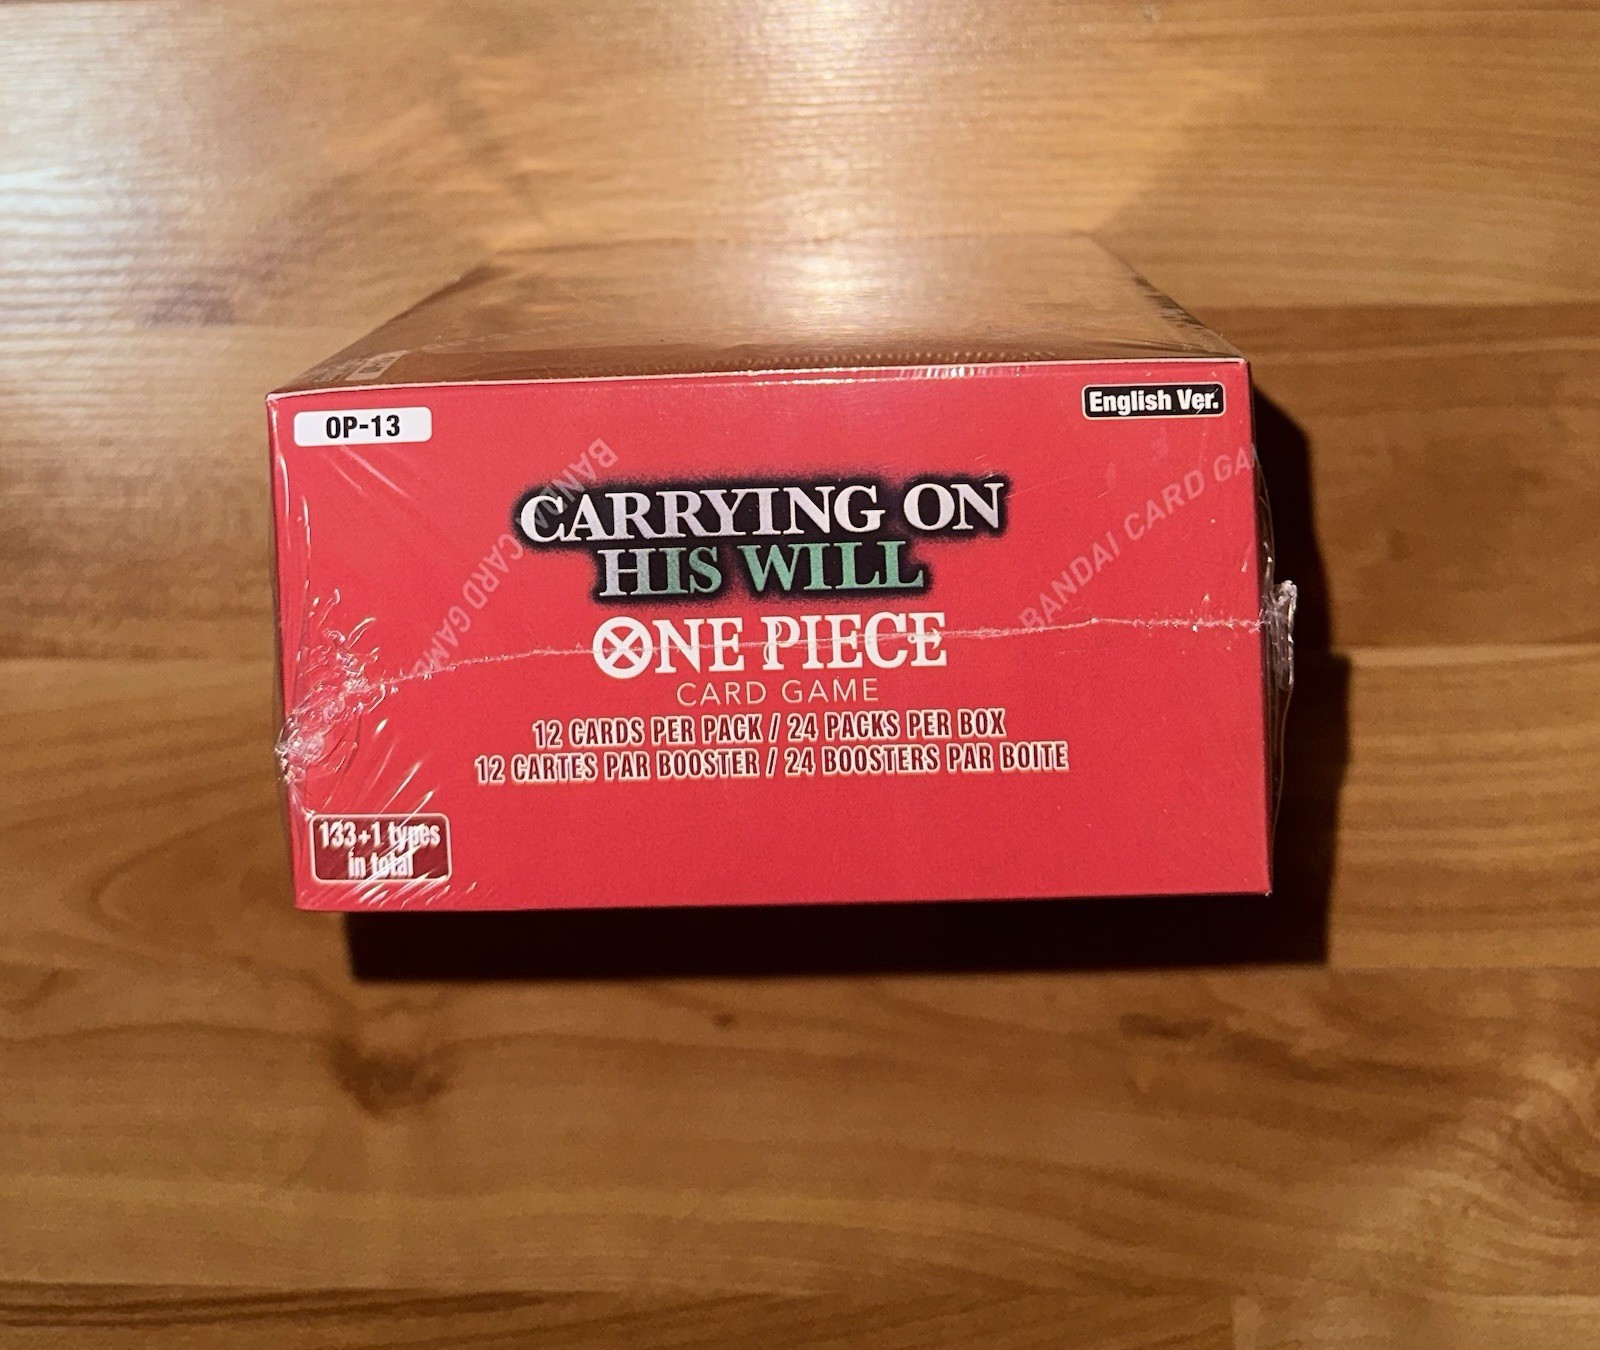 OP-13
English Ver.
CARRYING ON
HIS WILL
ONE PIECE
CARD GAME
12 CARDS PER PACK / 24 PACKS PER BOX
12 CARTES PAR BOOSTER / 24 BOOSTERS PAR BOITE
133+1 types
in total
BANDAI CARD GAME
BANDAI CARD GA